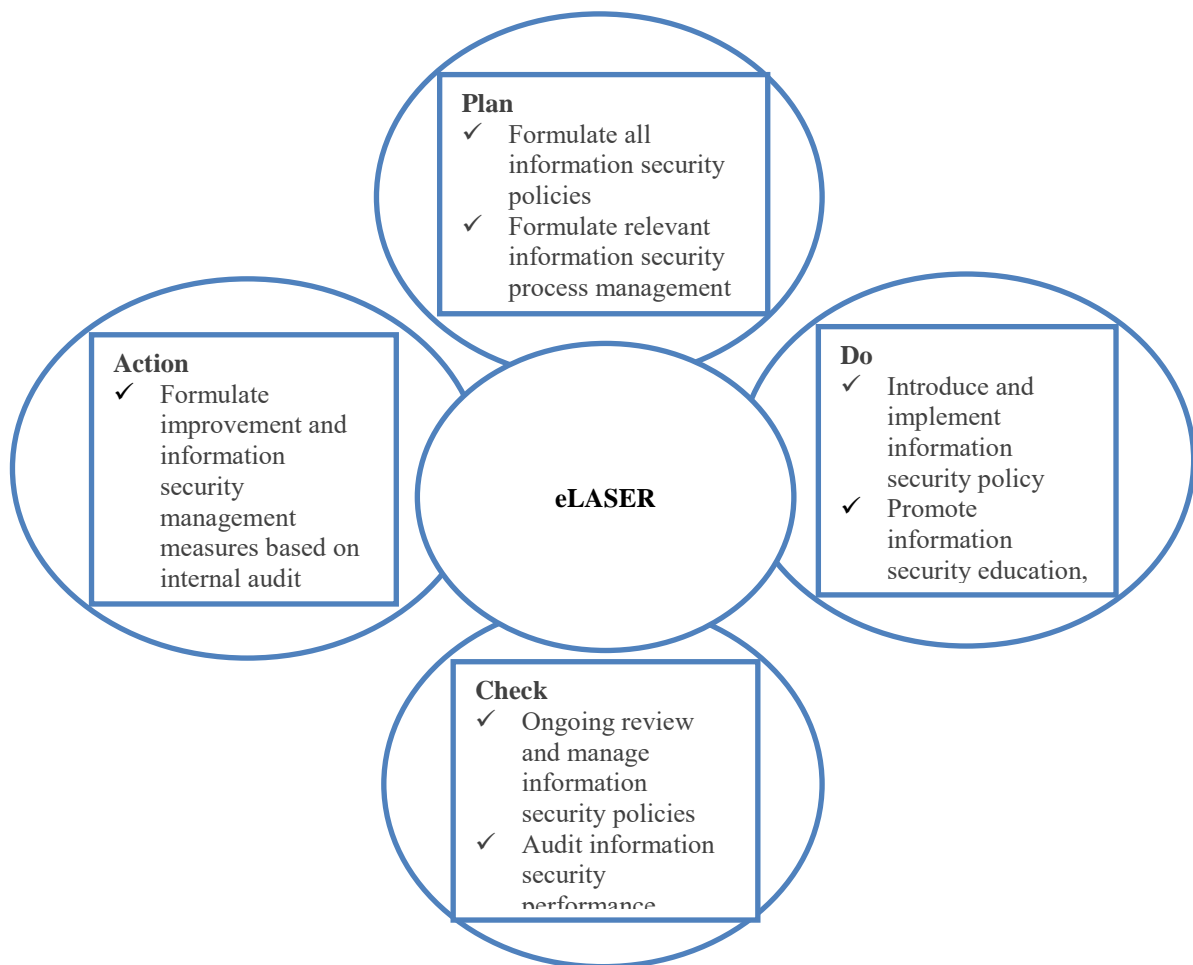 Plan
✓ Formulate all
information security
policies
✓ Formulate relevant
information security
process management
Action
✓ Formulate
improvement and
information
security
management
measures based on
internal audit
eLASER
Do
✓ Introduce and
implement
information
security policy
✓ Promote
information
security education,
Check
✓ Ongoing review
and manage
information
security policies
✓ Audit information
security
performance